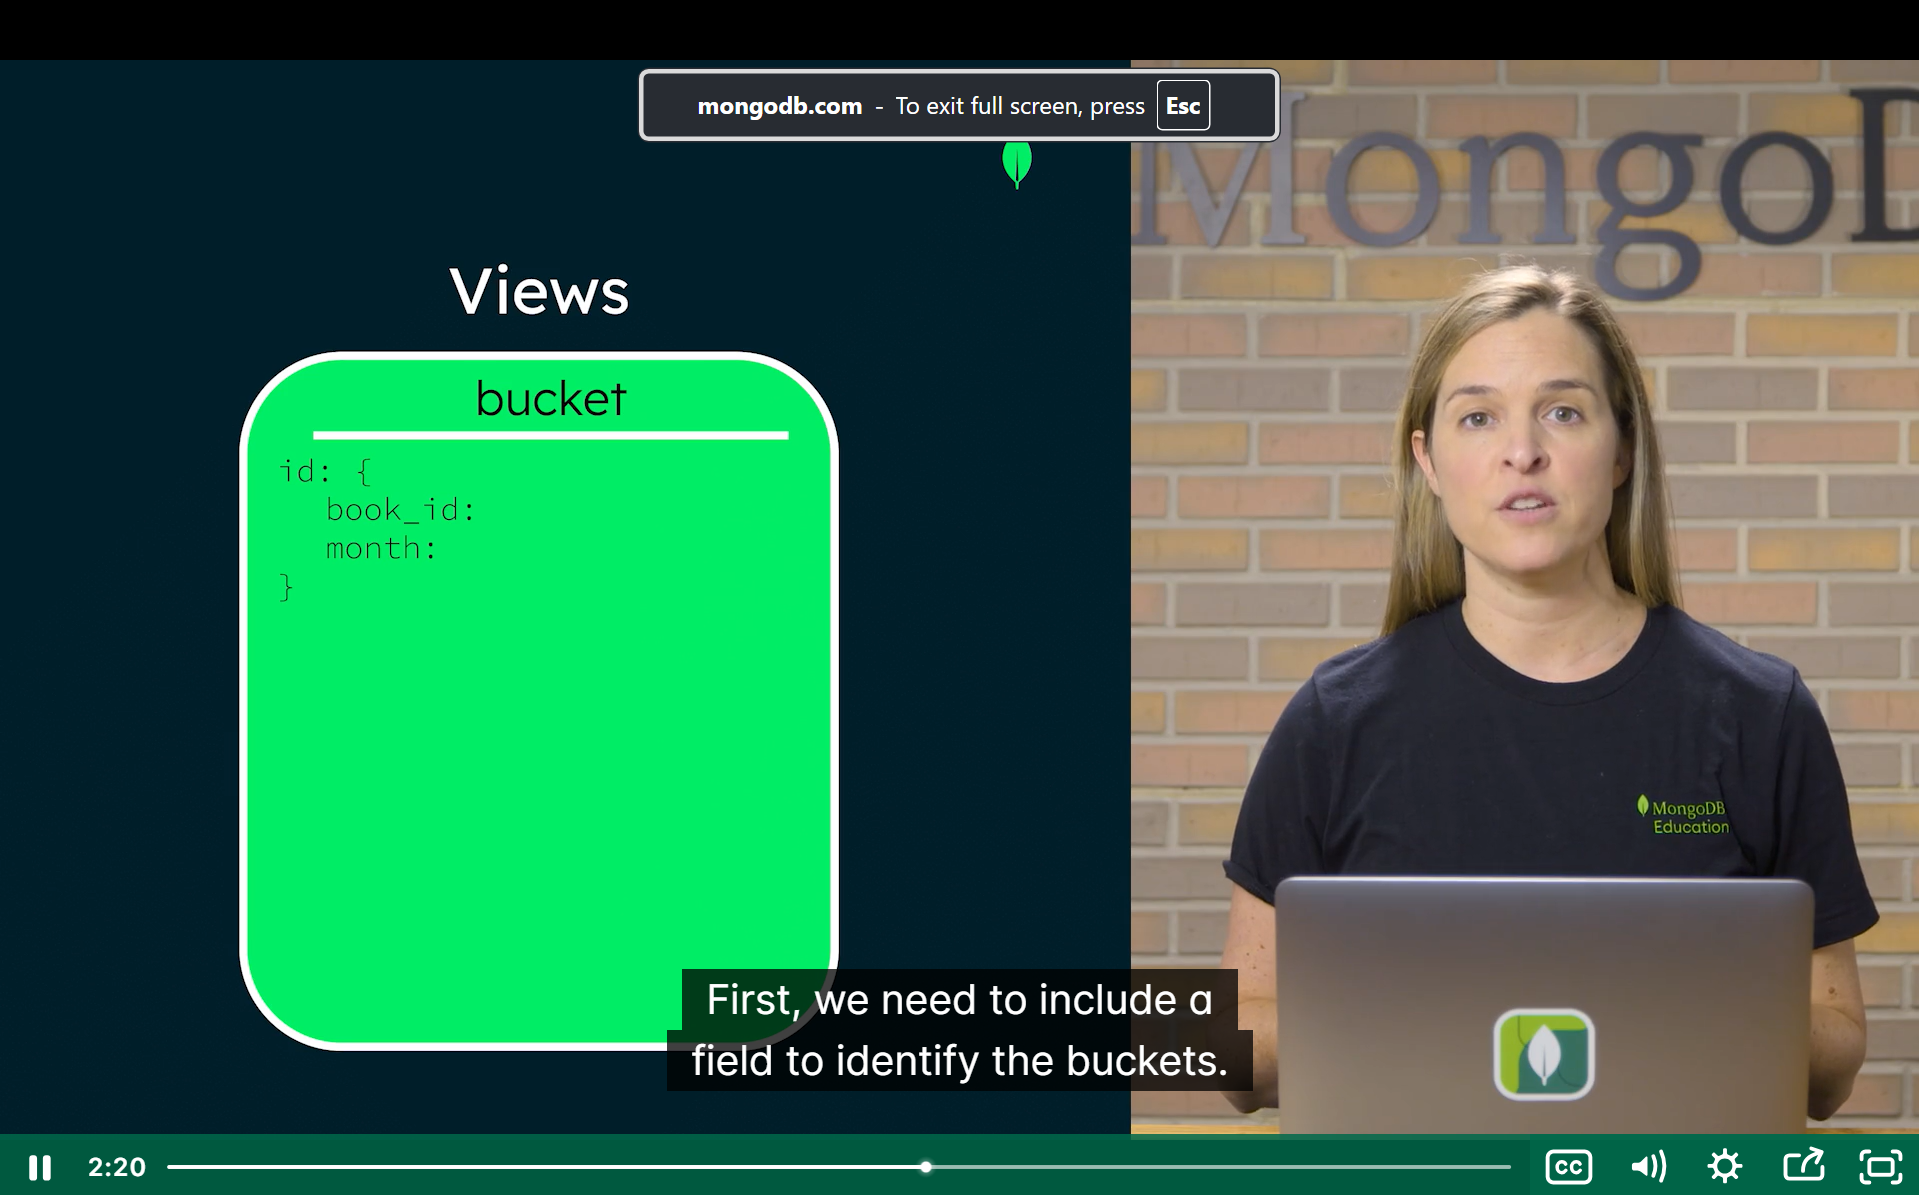 mongodb.com - To exit full screen, press Esc
MongoD
Views
bucket
id: {
book_id:
month:
}
MongoDB
Education
First, we need to include a
field to identify the buckets.
2:20
CC